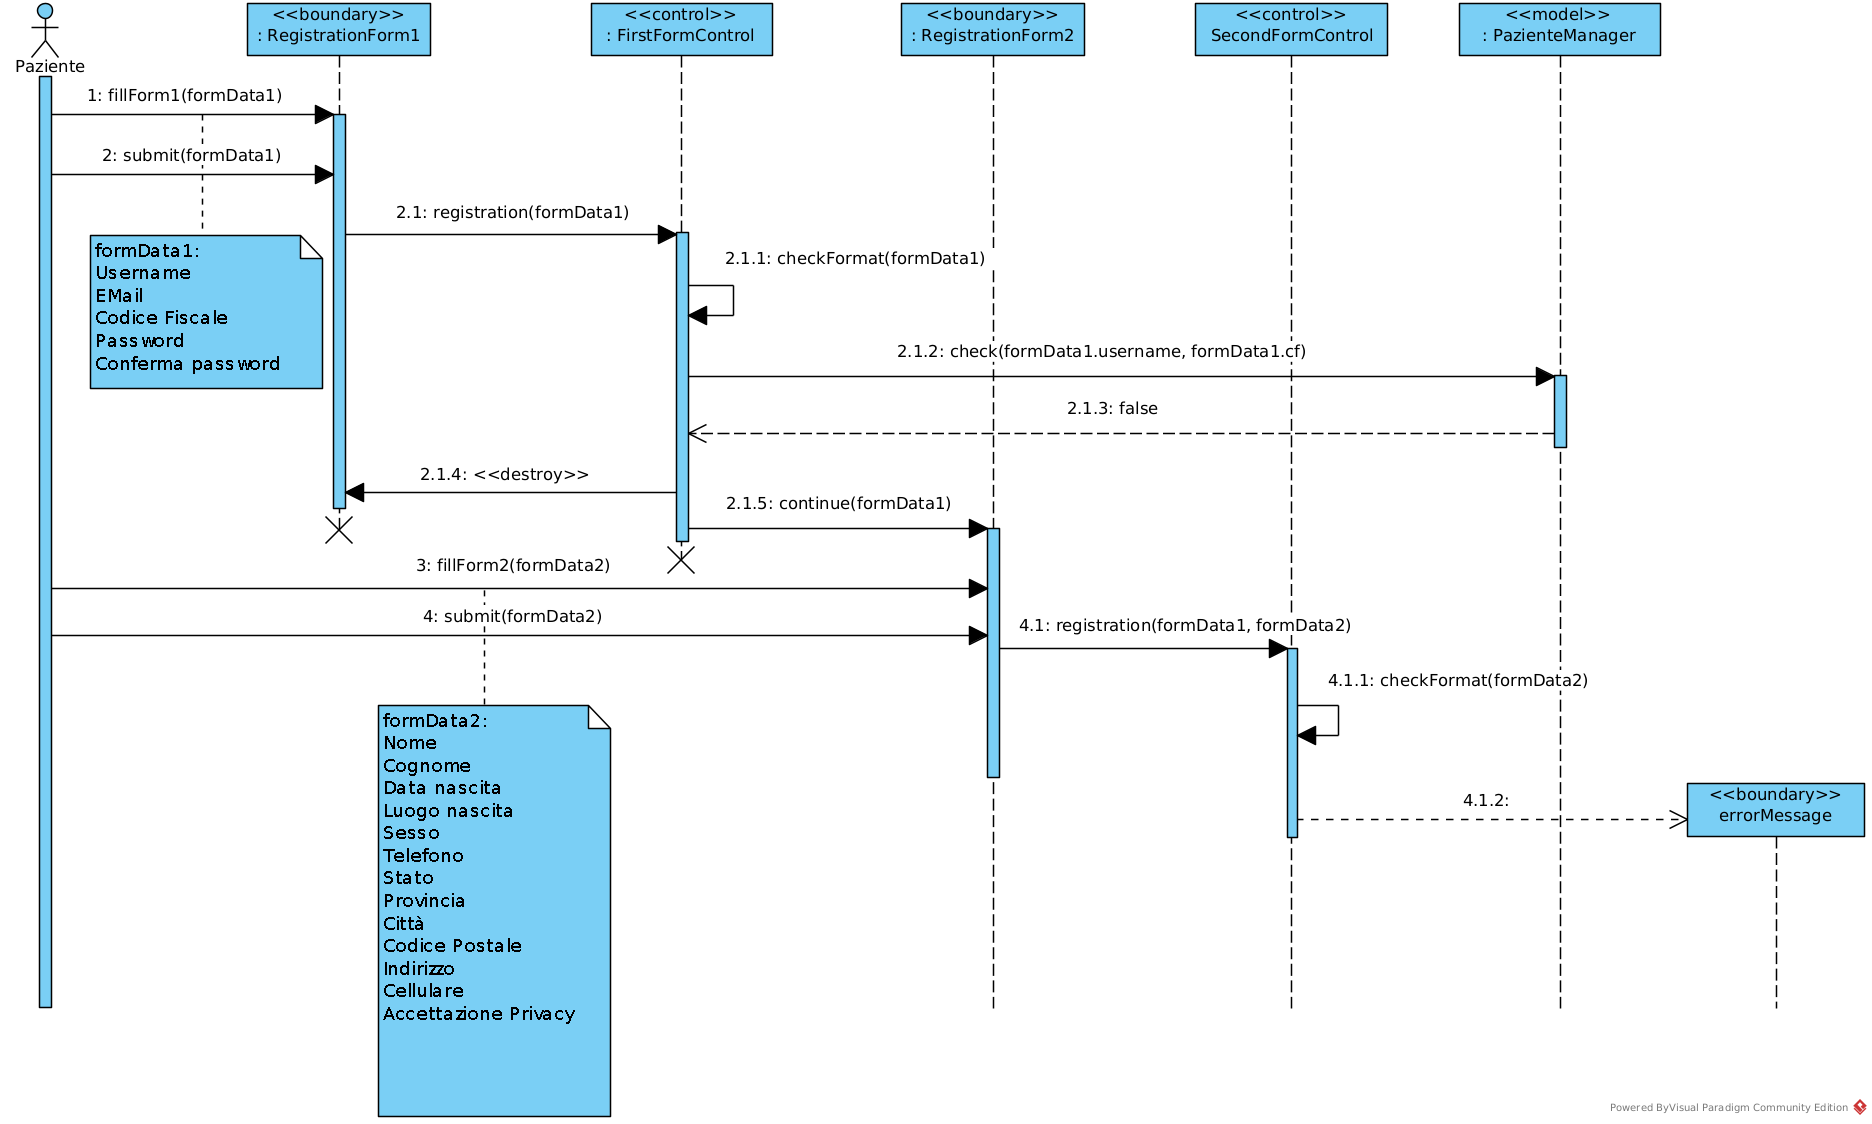 <<boundary>>
: RegistrationForm1
<<control>>
: FirstFormControl
<<boundary>>
: RegistrationForm2
<<control>>
SecondFormControl
<<model>>
: PazienteManager
Paziente
1: fillForm1(formData1)
2: submit(formData1)
2.1: registration(formData1)
formData1:
Username
EMail
Codice Fiscale
Password
Conferma password
2.1.1: checkFormat(formData1)
2.1.2: check(formData1.username, formData1.cf)
2.1.3: false
2.1.4: <<destroy>>
2.1.5: continue(formData1)
3: fillForm2(formData2)
4: submit(formData2)
4.1: registration(formData1, formData2)
4.1.1: checkFormat(formData2)
formData2:
Nome
Cognome
Data nascita
Luogo nascita
Sesso
Telefono
Stato
Provincia
Città
Codice Postale
Indirizzo
Cellulare
Accettazione Privacy
4.1.2:
<<boundary>>
errorMessage
Powered ByVisual Paradigm Community Edition